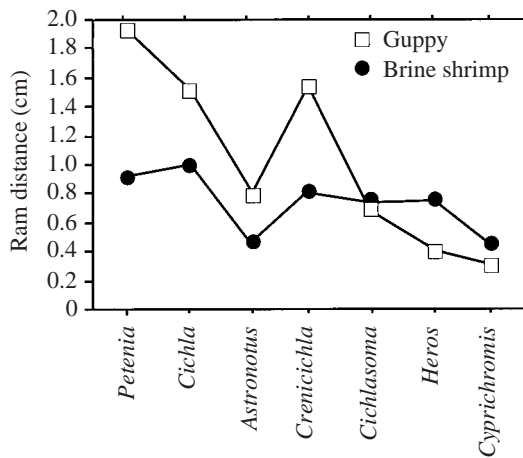 2.0
1.8
1.6
1.4
1.2
1.0
0.8
0.6
0.4
0.2
0
Ram distance (cm)
Guppy
Brine shrimp
Petenia
Cichla
Astronotus
Crenicichla
Cichlasoma
Heros
Cyprichromis